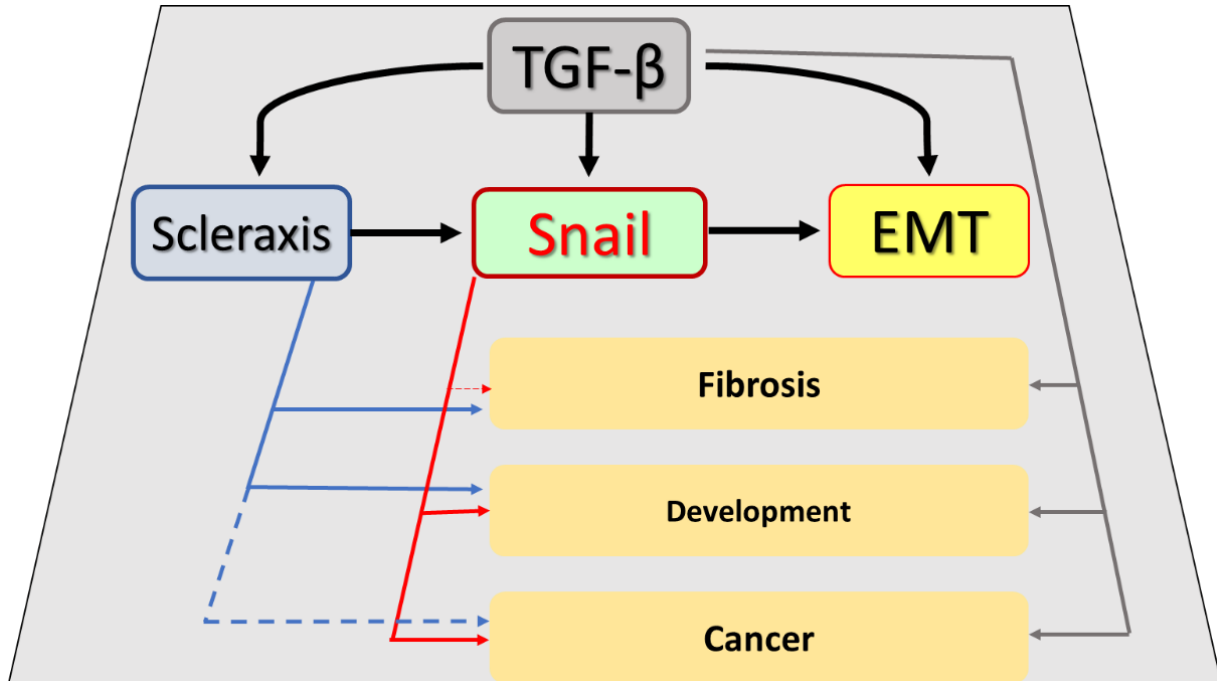 TGF-β
Scleraxis
Snail
EMT
Fibrosis
Development
Cancer